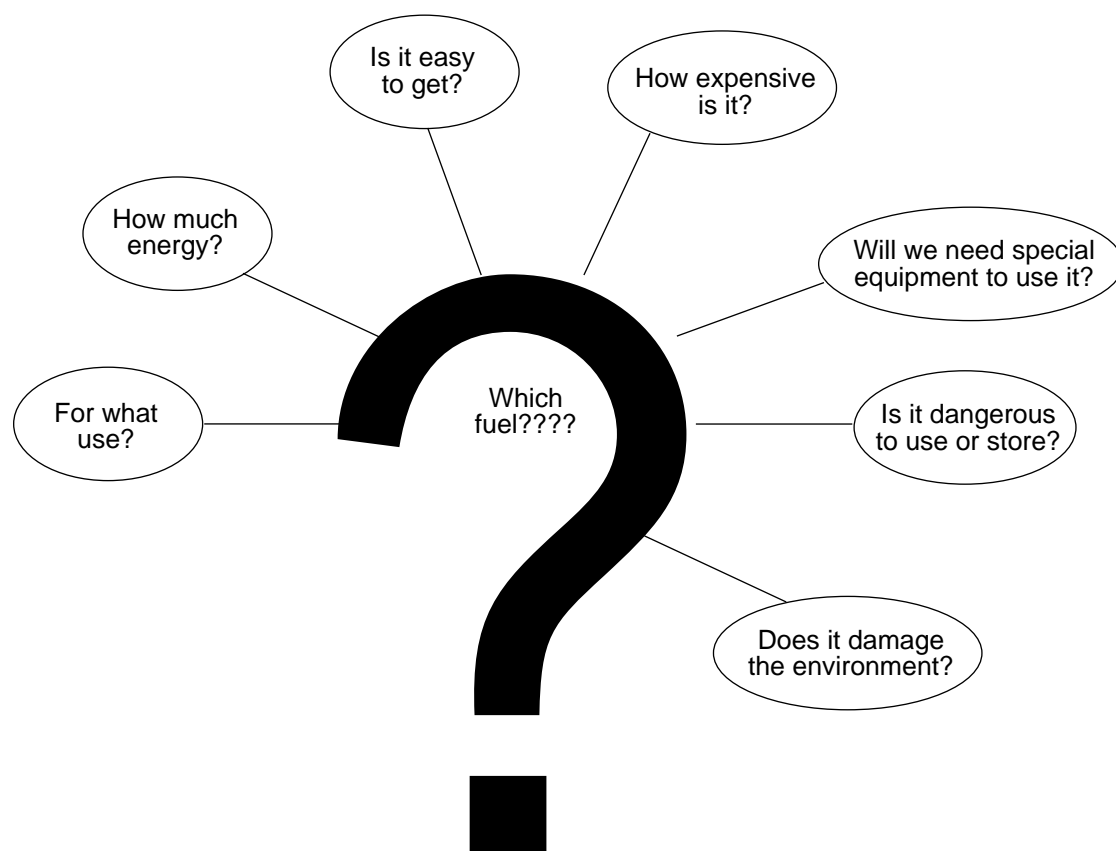 Is it easy
to get?
How expensive
is it?
How much
energy?
Will we need special
equipment to use it?
Which
fuel????
For what
use?
Is it dangerous
to use or store?
Does it damage
the environment?